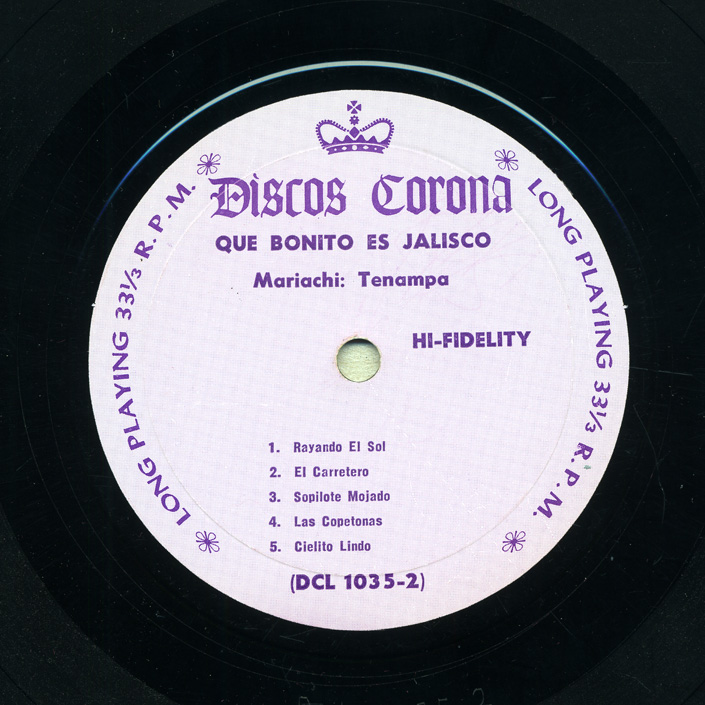 Discos Corona
QUE BONITO ES JALISCO
Mariachi: Tenampa
HI-FIDELITY
LONG PLAYING 33⅓ R.P.M.
LONG PLAYING 33⅓ R.P.M.
1. Rayando El Sol
2. El Carretero
3. Sopilote Mojado
4. Las Copetonas
5. Cielito Lindo
(DCL 1035-2)